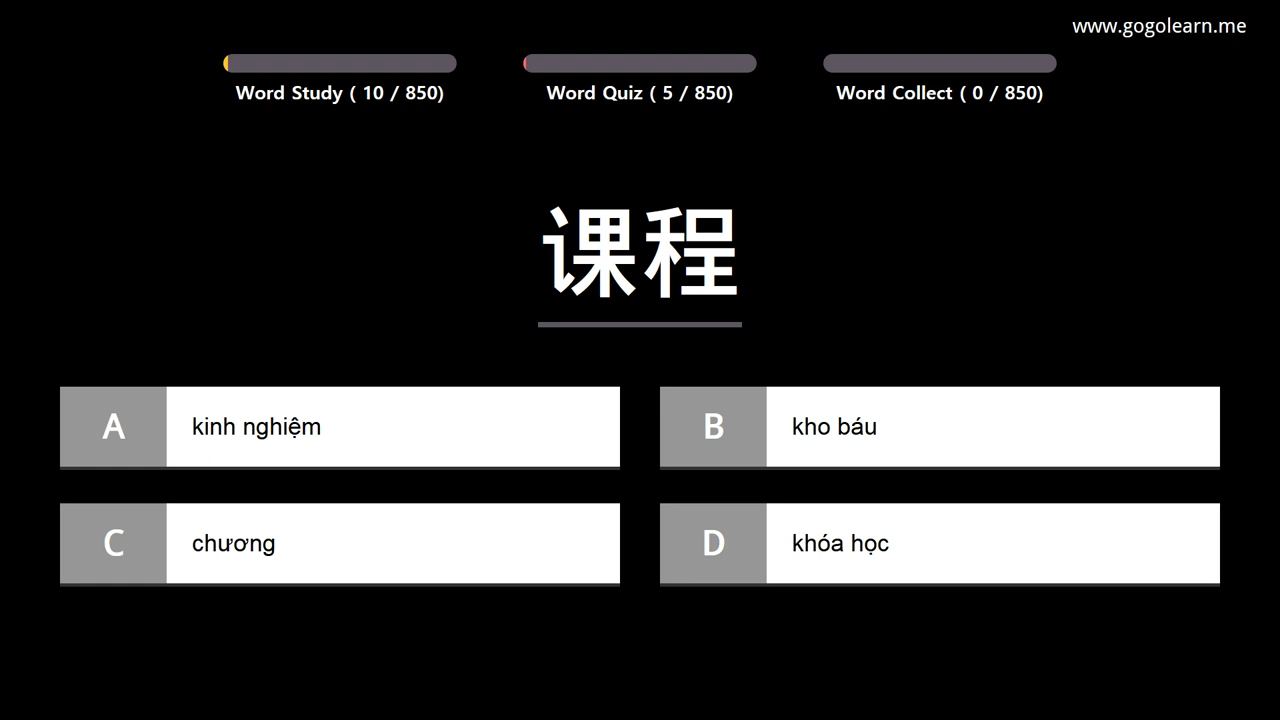 www.gogolearn.me
Word Study ( 10 / 850)
Word Quiz ( 5 / 850)
Word Collect ( 0 / 850)
课程
A kinh nghiệm
B kho báu
C chương
D khóa học